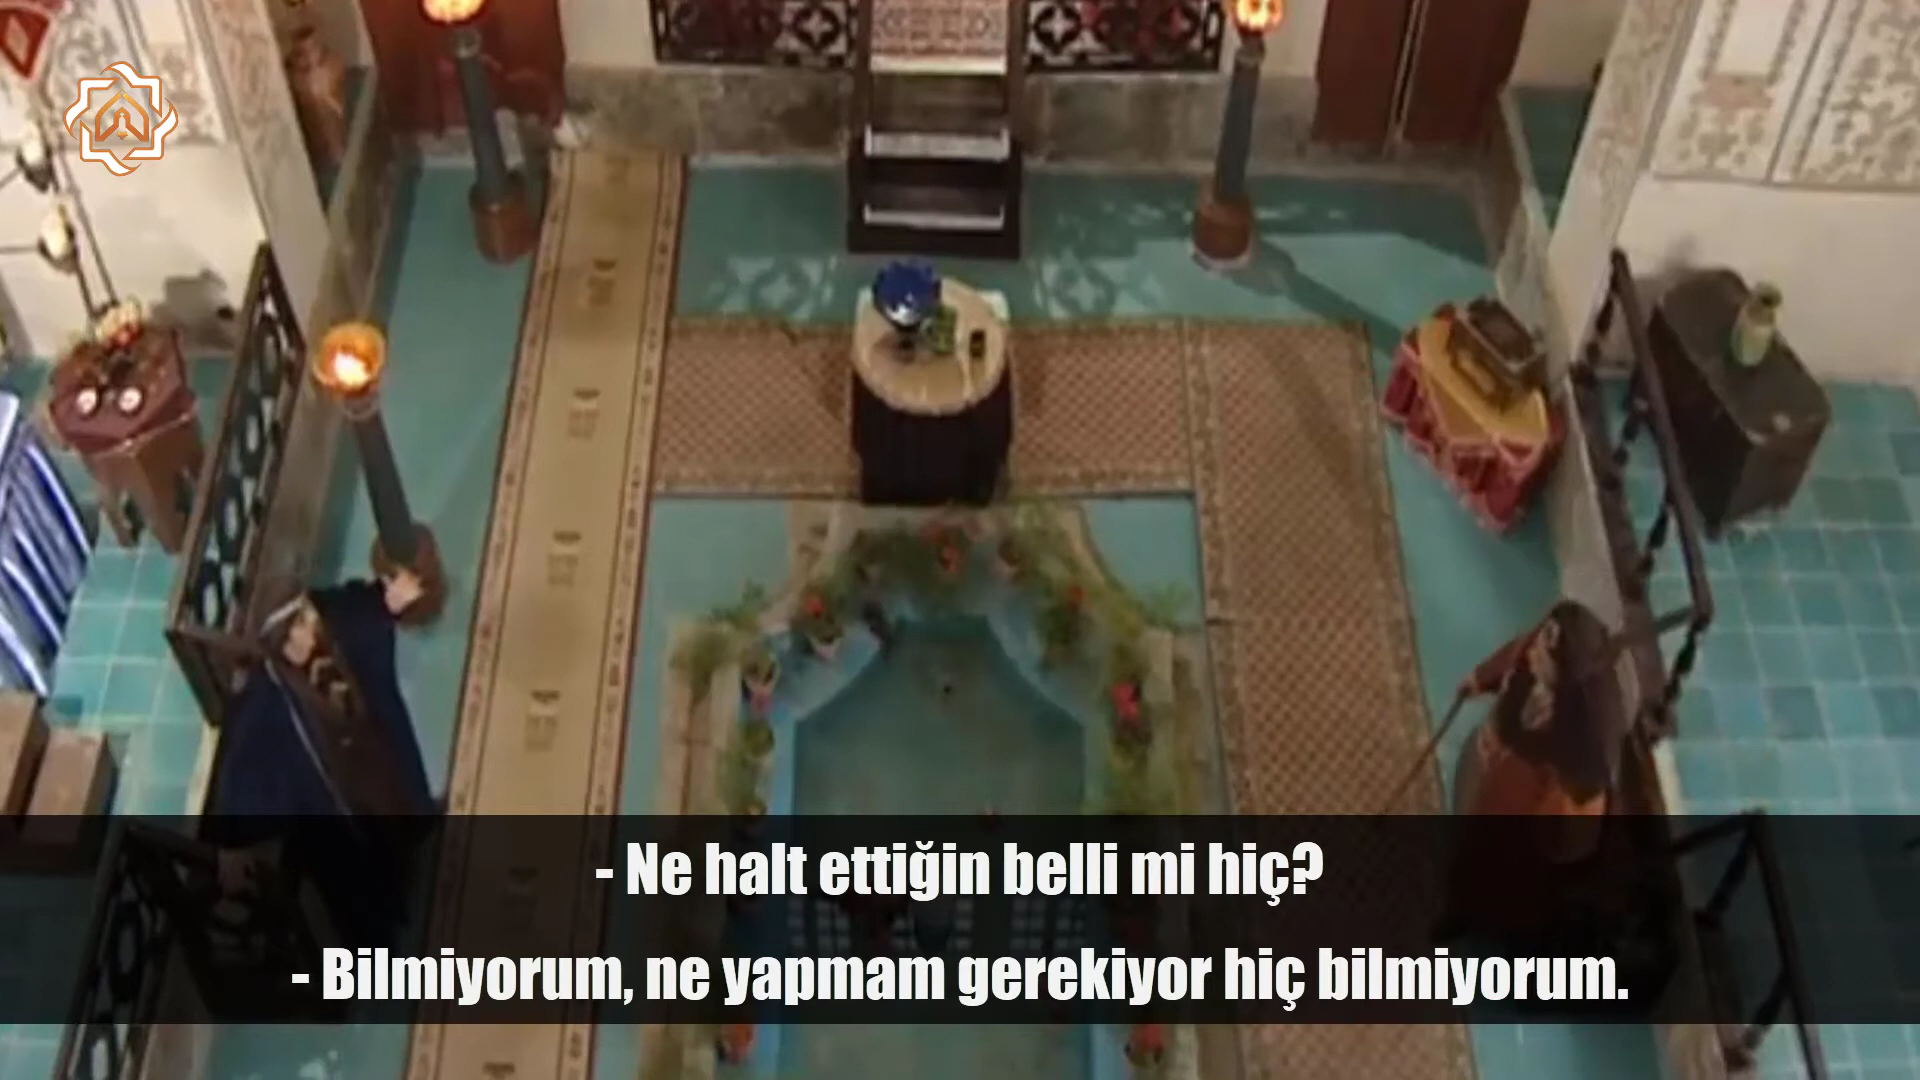 - Ne halt ettiğin belli mi hiç?
- Bilmiyorum, ne yapmam gerekiyor hiç bilmiyorum.